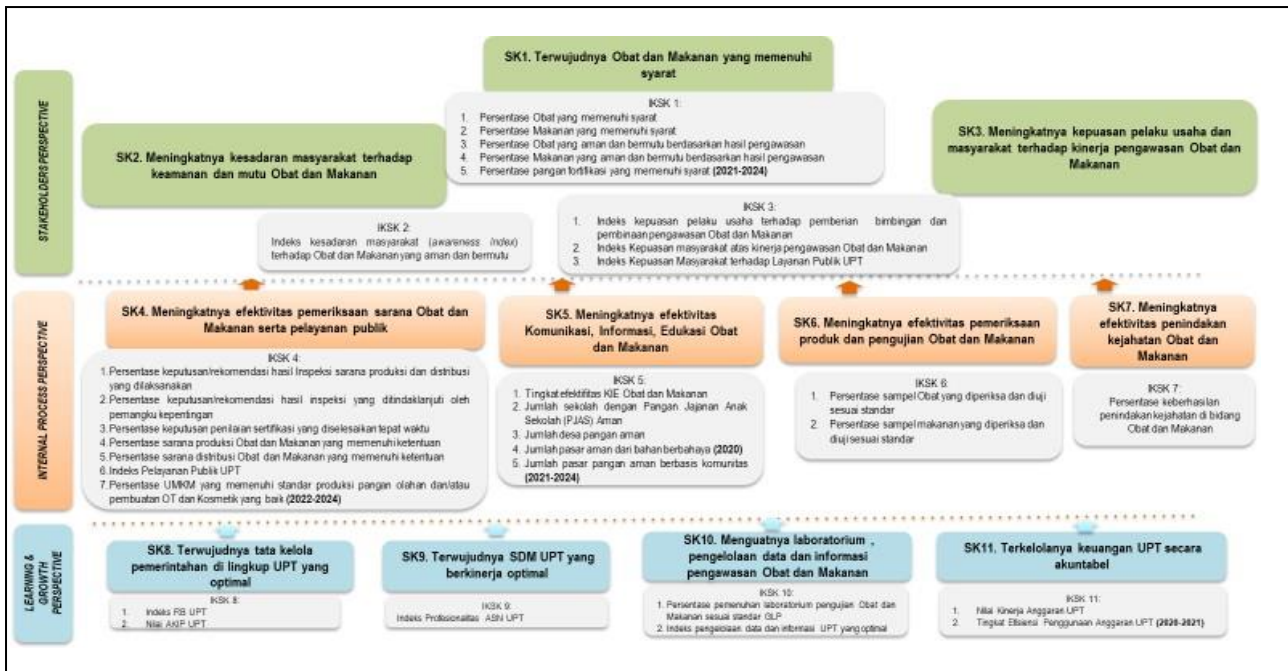 STAKEHOLDERS PERSPECTIVE
SK1. Terwujudnya Obat dan Makanan yang memenuhi
syarat
IKSK 1:
1. Persentase Obat yang memenuhi syarat
2. Persentase Makanan yang memenuhi syarat
3. Persentase Obat yang aman dan bermutu berdasarkan hasil pengawasan
4. Persentase Makanan yang aman dan bermutu berdasarkan hasil pengawasan
5. Persentase pangan fortifikasi yang memenuhi syarat (2021-2024)
SK2. Meningkatnya kesadaran masyarakat terhadap
keamanan dan mutu Obat dan Makanan
IKSK 2:
Indeks kesadaran masyarakat (awareness index)
terhadap Obat dan Makanan yang aman dan bermutu
SK3. Meningkatnya kepuasan pelaku usaha dan
masyarakat terhadap kinerja pengawasan Obat dan
Makanan
IKSK 3:
1. Indeks kepuasan pelaku usaha terhadap pemberian bimbingan dan
pembinaan pengawasan Obat dan Makanan
2. Indeks Kepuasan masyarakat atas kinerja pengawasan Obat dan Makanan
3. Indeks Kepuasan Masyarakat terhadap Layanan Publik UPT
INTERNAL PROCESS PERSPECTIVE
SK4. Meningkatnya efektivitas pemeriksaan sarana Obat dan
Makanan serta pelayanan publik
IKSK 4:
1. Persentase keputusan/rekomendasi hasil Inspeksi sarana produksi dan distribusi
yang dilaksanakan
2. Persentase keputusan/rekomendasi hasil inspeksi yang ditindaklanjuti oleh
pemangku kepentingan
3. Persentase keputusan penilaian sertifikasi yang diselesaikan tepat waktu
4. Persentase sarana produksi Obat dan Makanan yang memenuhi ketentuan
5. Persentase sarana distribusi Obat dan Makanan yang memenuhi ketentuan
6. Indeks Pelayanan Publik UPT
7. Persentase UMKM yang memenuhi standar produksi pangan olahan dan/atau
pembuatan OT dan Kosmetik yang baik (2022-2024)
SK5. Meningkatnya efektivitas
Komunikasi, Informasi, Edukasi Obat
dan Makanan
IKSK 5:
1. Tingkat efektifitas KIE Obat dan Makanan
2. Jumlah sekolah dengan Pangan Jajanan Anak
Sekolah (PJAS) Aman
3. Jumlah desa pangan aman
4. Jumlah pasar aman dari bahan berbahaya (2020)
5. Jumlah pasar pangan aman berbasis komunitas
(2021-2024)
SK6. Meningkatnya efektivitas pemeriksaan
produk dan pengujian Obat dan Makanan
IKSK 6:
1. Persentase sampel Obat yang diperiksa dan diuji
sesuai standar
2. Persentase sampel makanan yang diperiksa dan
diuji sesuai standar
SK7. Meningkatnya
efektivitas penindakan
kejahatan Obat dan
Makanan
IKSK 7:
Persentase keberhasilan
penindakan kejahatan di bidang
Obat dan Makanan
LEARNING &
GROWTH
PERSPECTIVE
SK8. Terwujudnya tata kelola
pemerintahan di lingkup UPT yang
optimal
IKSK 8:
1. Indeks RB UPT
2. Nilai AKIP UPT
SK9. Terwujudnya SDM UPT yang
berkinerja optimal
IKSK 9:
Indeks Profesionalitas ASN UPT
SK10. Menguatnya laboratorium ,
pengelolaan data dan informasi
pengawasan Obat dan Makanan
IKSK 10:
1. Persentase pemenuhan laboratorium pengujian Obat dan
Makanan sesuai standar GLP
2. Indeks pengelolaan data dan informasi UPT yang optimal
SK11. Terkelolanya keuangan UPT secara
akuntabel
IKSK 11:
1. Nilai Kinerja Anggaran UPT
2. Tingkat Efisiensi Penggunaan Anggaran UPT (2020-2021)